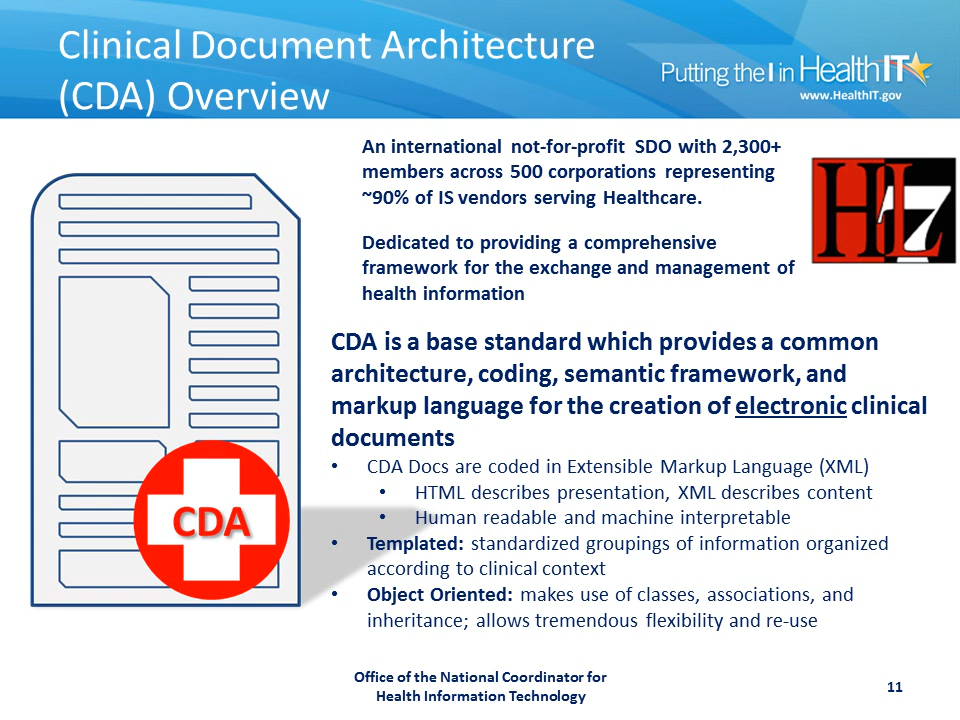 Clinical Document Architecture
(CDA) Overview
Putting the I in HealthIT
www.HealthIT.gov
An international not-for-profit SDO with 2,300+
members across 500 corporations representing
~90% of IS vendors serving Healthcare.
Dedicated to providing a comprehensive
framework for the exchange and management of
health information
HL7
CDA is a base standard which provides a common
architecture, coding, semantic framework, and
markup language for the creation of electronic clinical
documents
• CDA Docs are coded in Extensible Markup Language (XML)
• HTML describes presentation, XML describes content
• Human readable and machine interpretable
• Templated: standardized groupings of information organized
according to clinical context
• Object Oriented: makes use of classes, associations, and
inheritance; allows tremendous flexibility and re-use
CDA
Office of the National Coordinator for
Health Information Technology
11